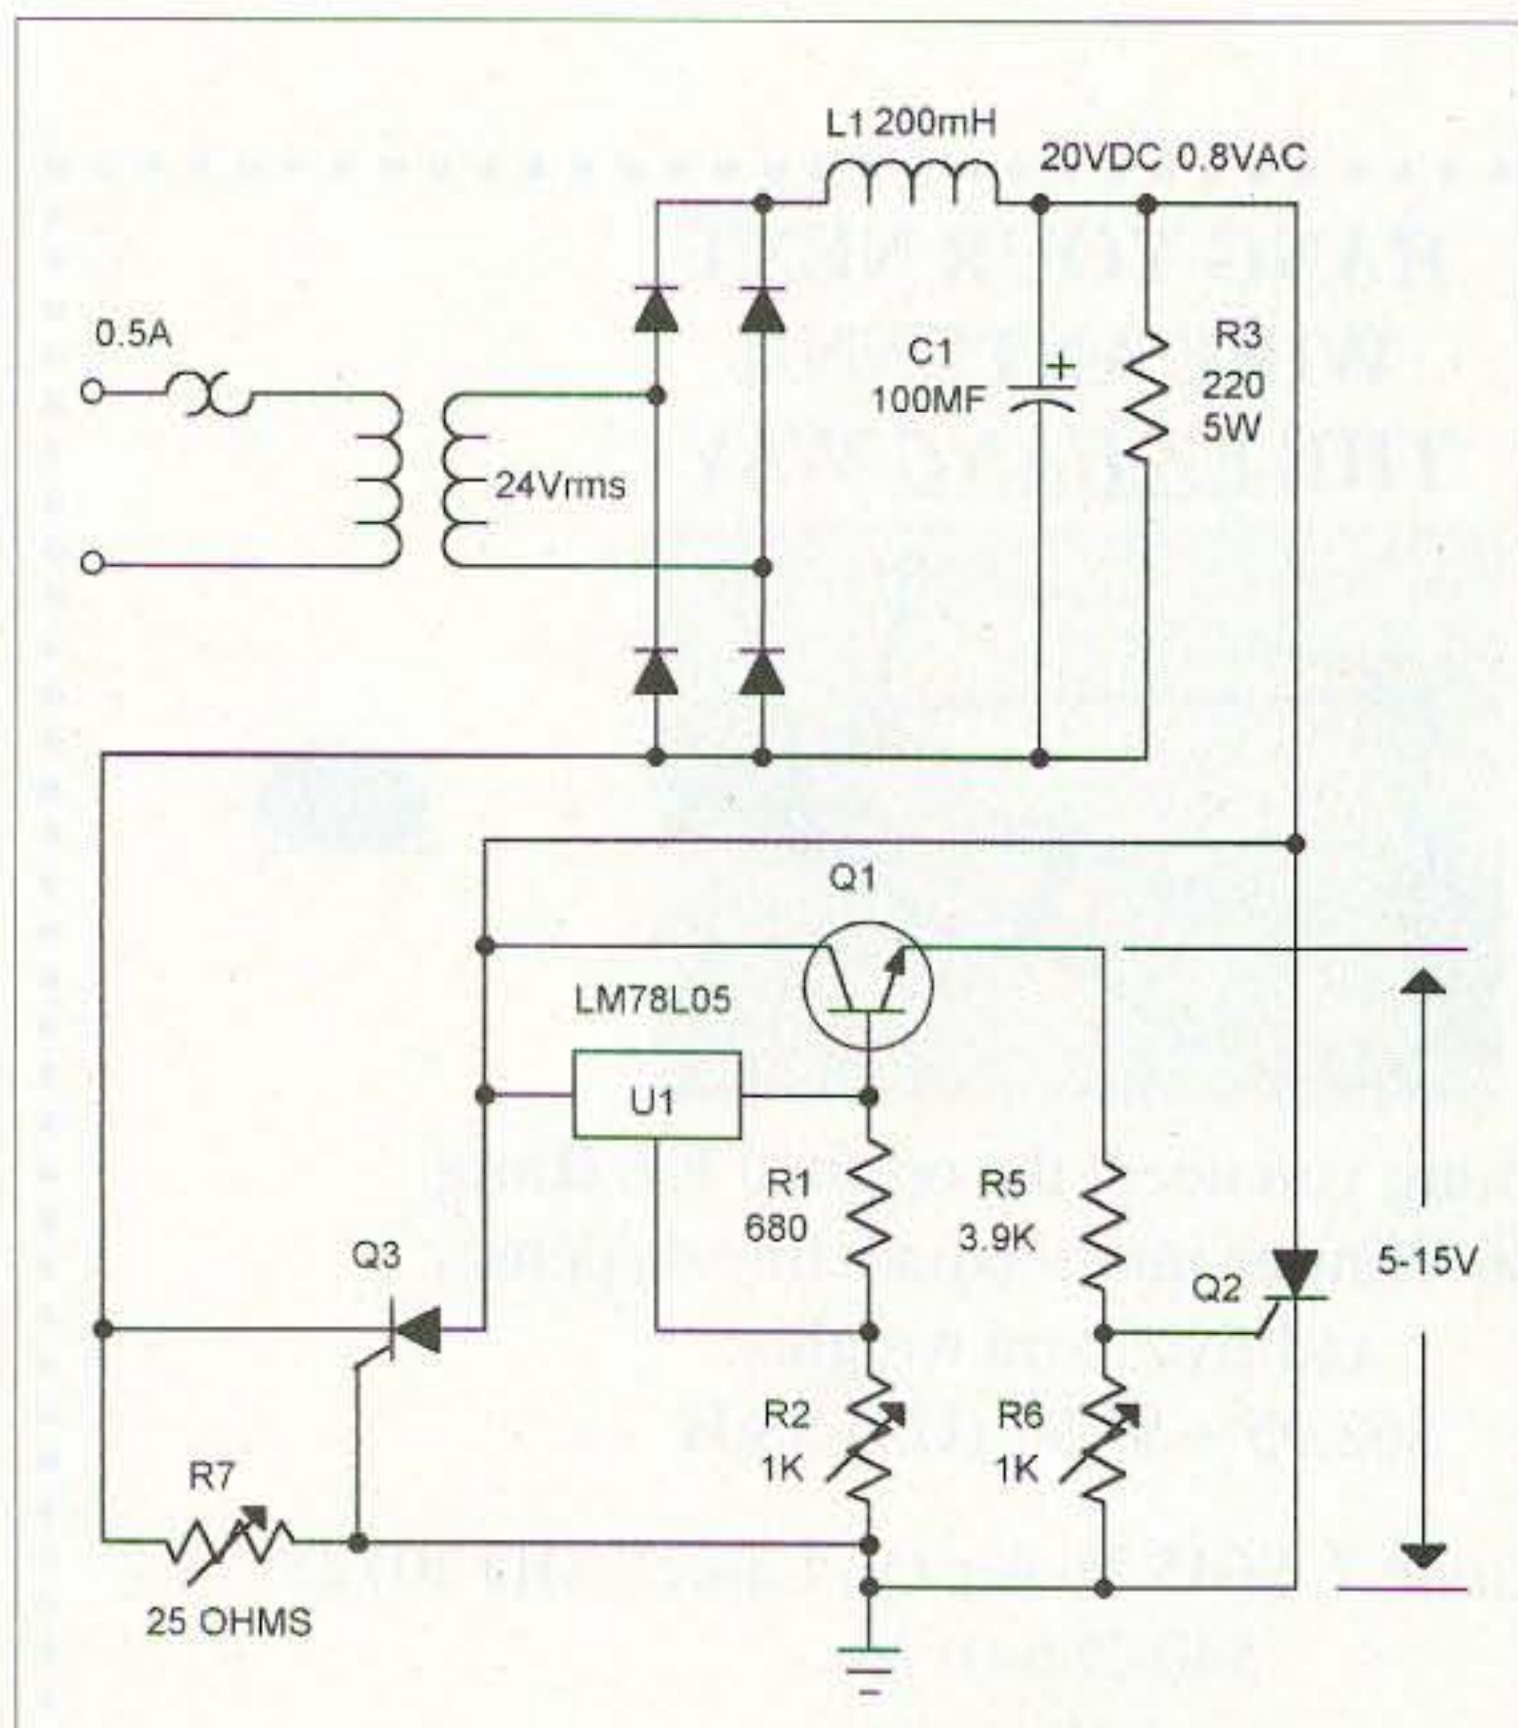 L1 200mH
20VDC 0.8VAC
0.5A
C1
100MF
+
R3
220
5W
24Vrms
Q1
LM78L05
U1
R1
680
R5
3.9K
Q3
Q2
5-15V
R2
1K
R6
1K
R7
25 OHMS